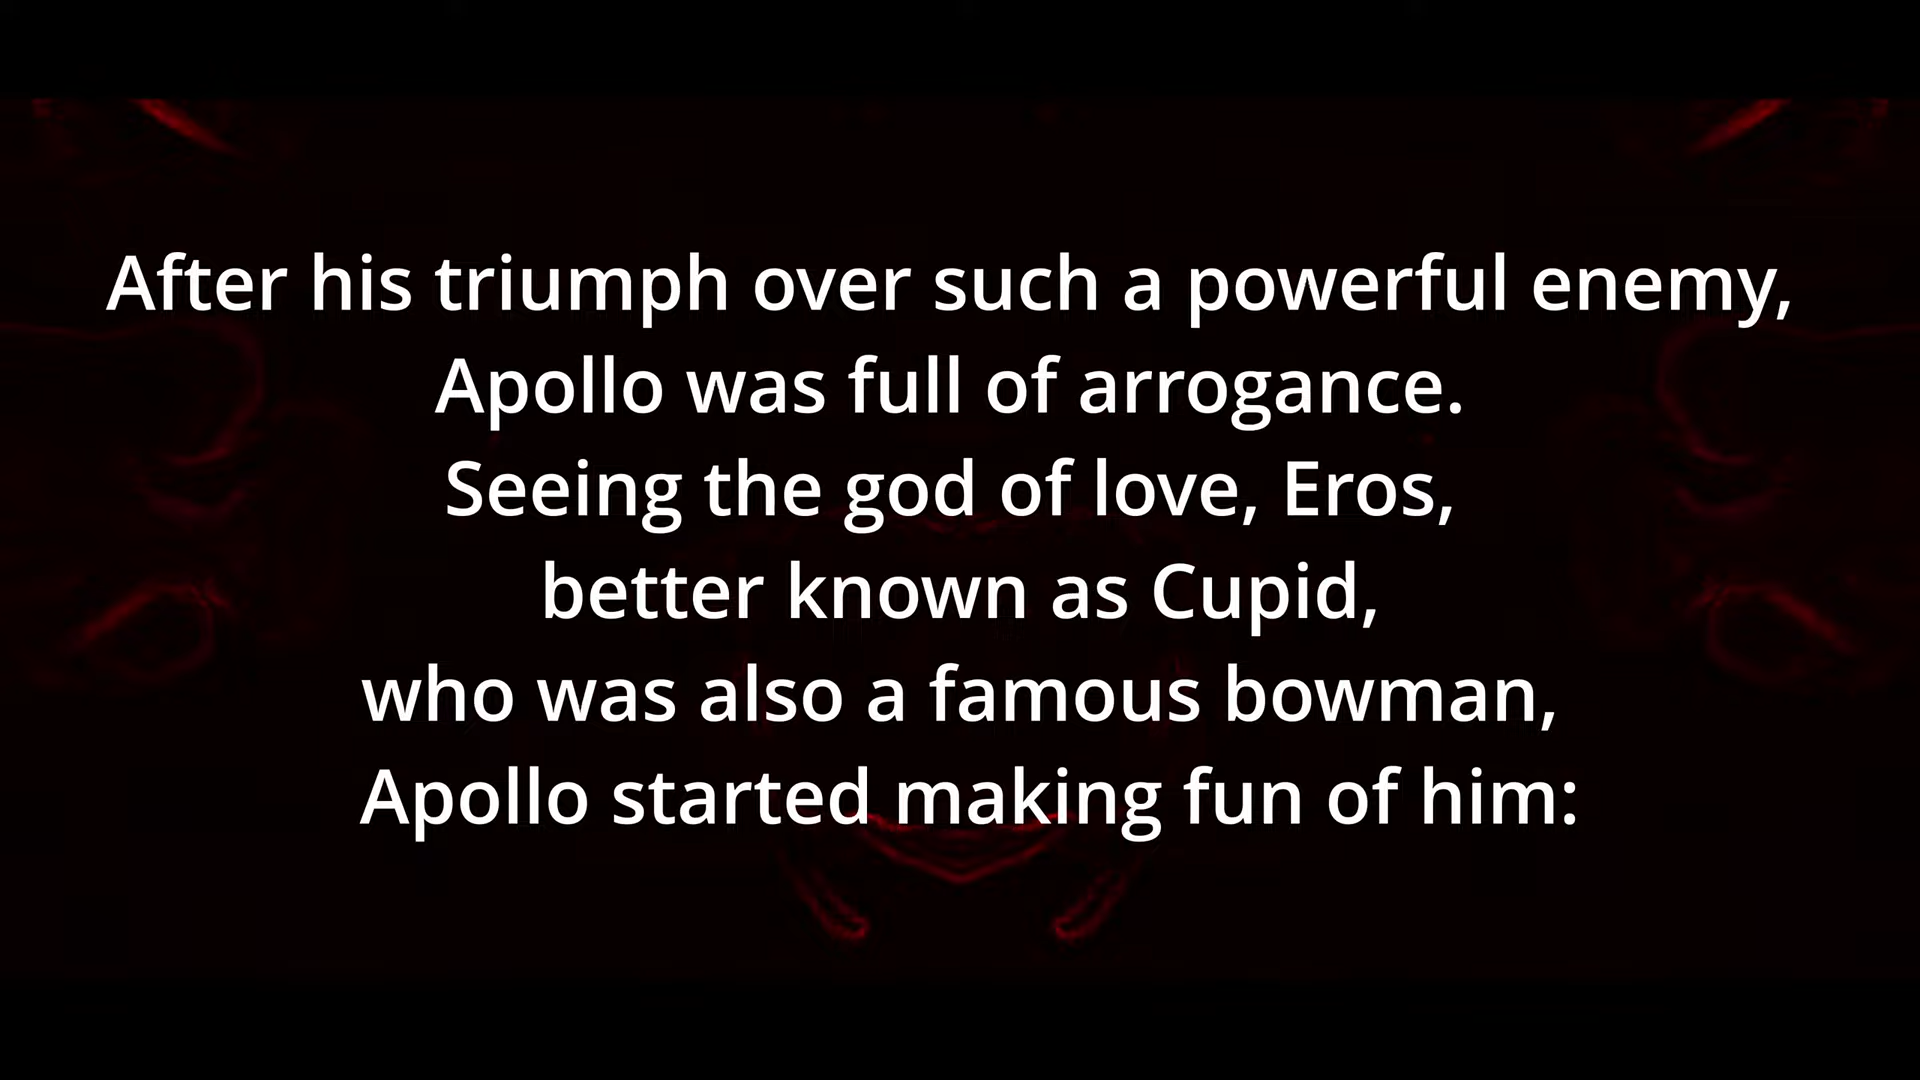 After his triumph over such a powerful enemy,
Apollo was full of arrogance.
Seeing the god of love, Eros,
better known as Cupid,
who was also a famous bowman,
Apollo started making fun of him: